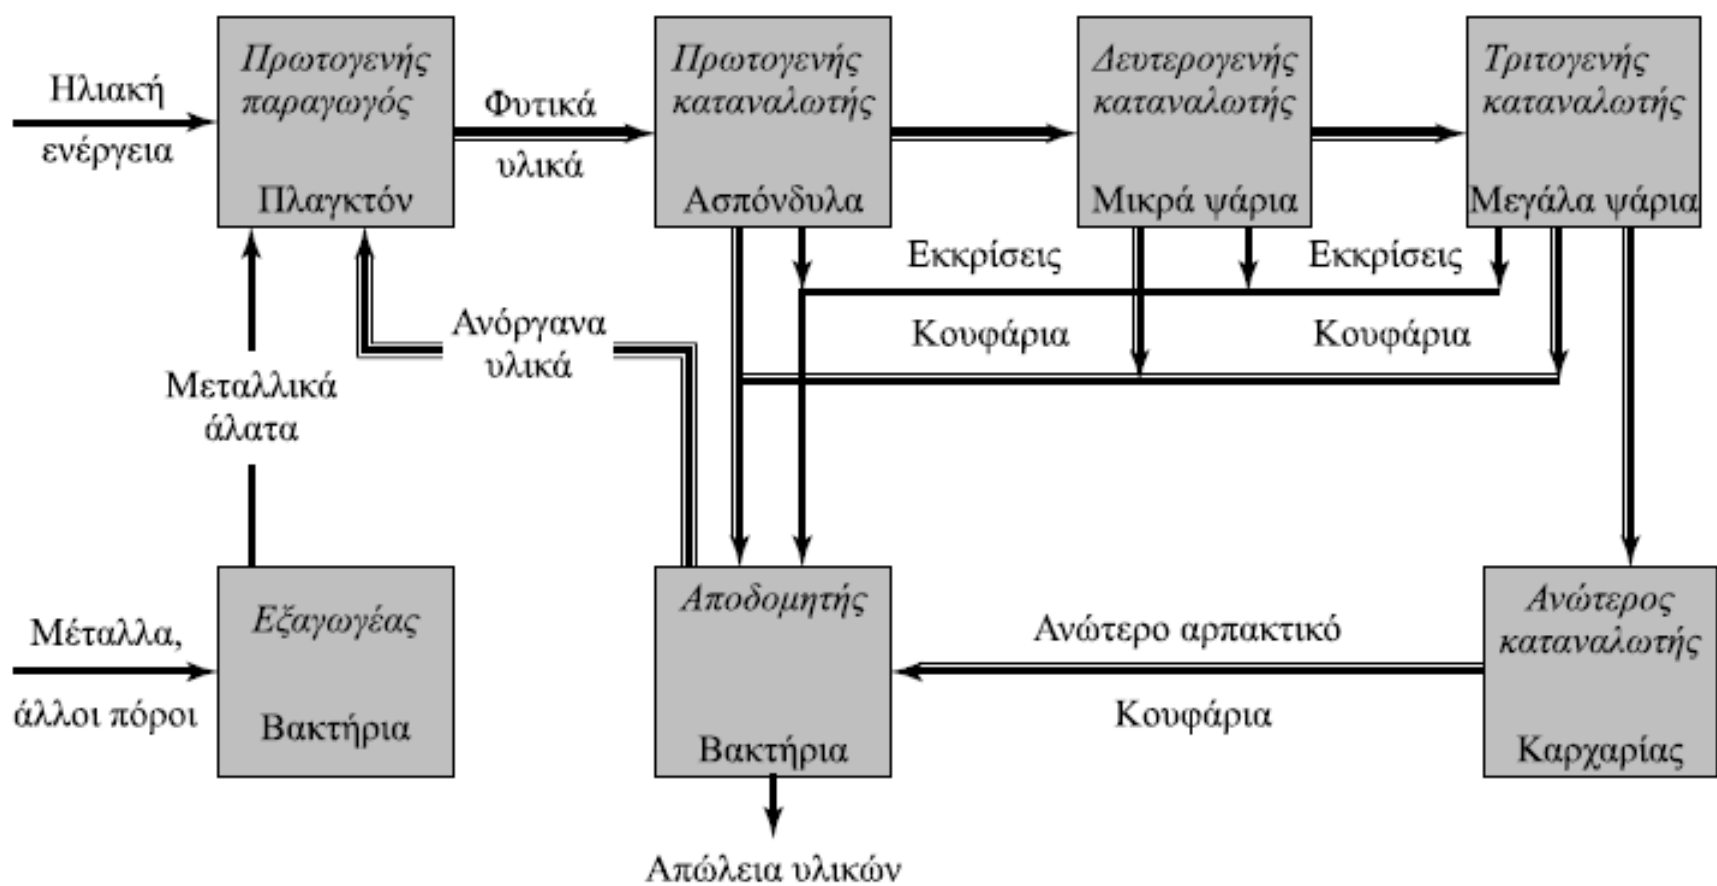 Πρωτογενής
παραγωγός
Πλαγκτόν
Πρωτογενής
καταναλωτής
Ασπόνδυλα
Δευτερογενής
καταναλωτής
Μικρά ψάρια
Τριτογενής
καταναλωτής
Μεγάλα ψάρια
Ηλιακή
ενέργεια
Φυτικά
υλικά
Εκκρίσεις
Εκκρίσεις
Κουφάρια
Κουφάρια
Ανόργανα
υλικά
Μεταλλικά
άλατα
Μέταλλα,
άλλοι πόροι
Εξαγωγέας
Βακτήρια
Αποδομητής
Βακτήρια
Ανώτερο αρπακτικό
Κουφάρια
Ανώτερος
καταναλωτής
Καρχαρίας
Απώλεια υλικών